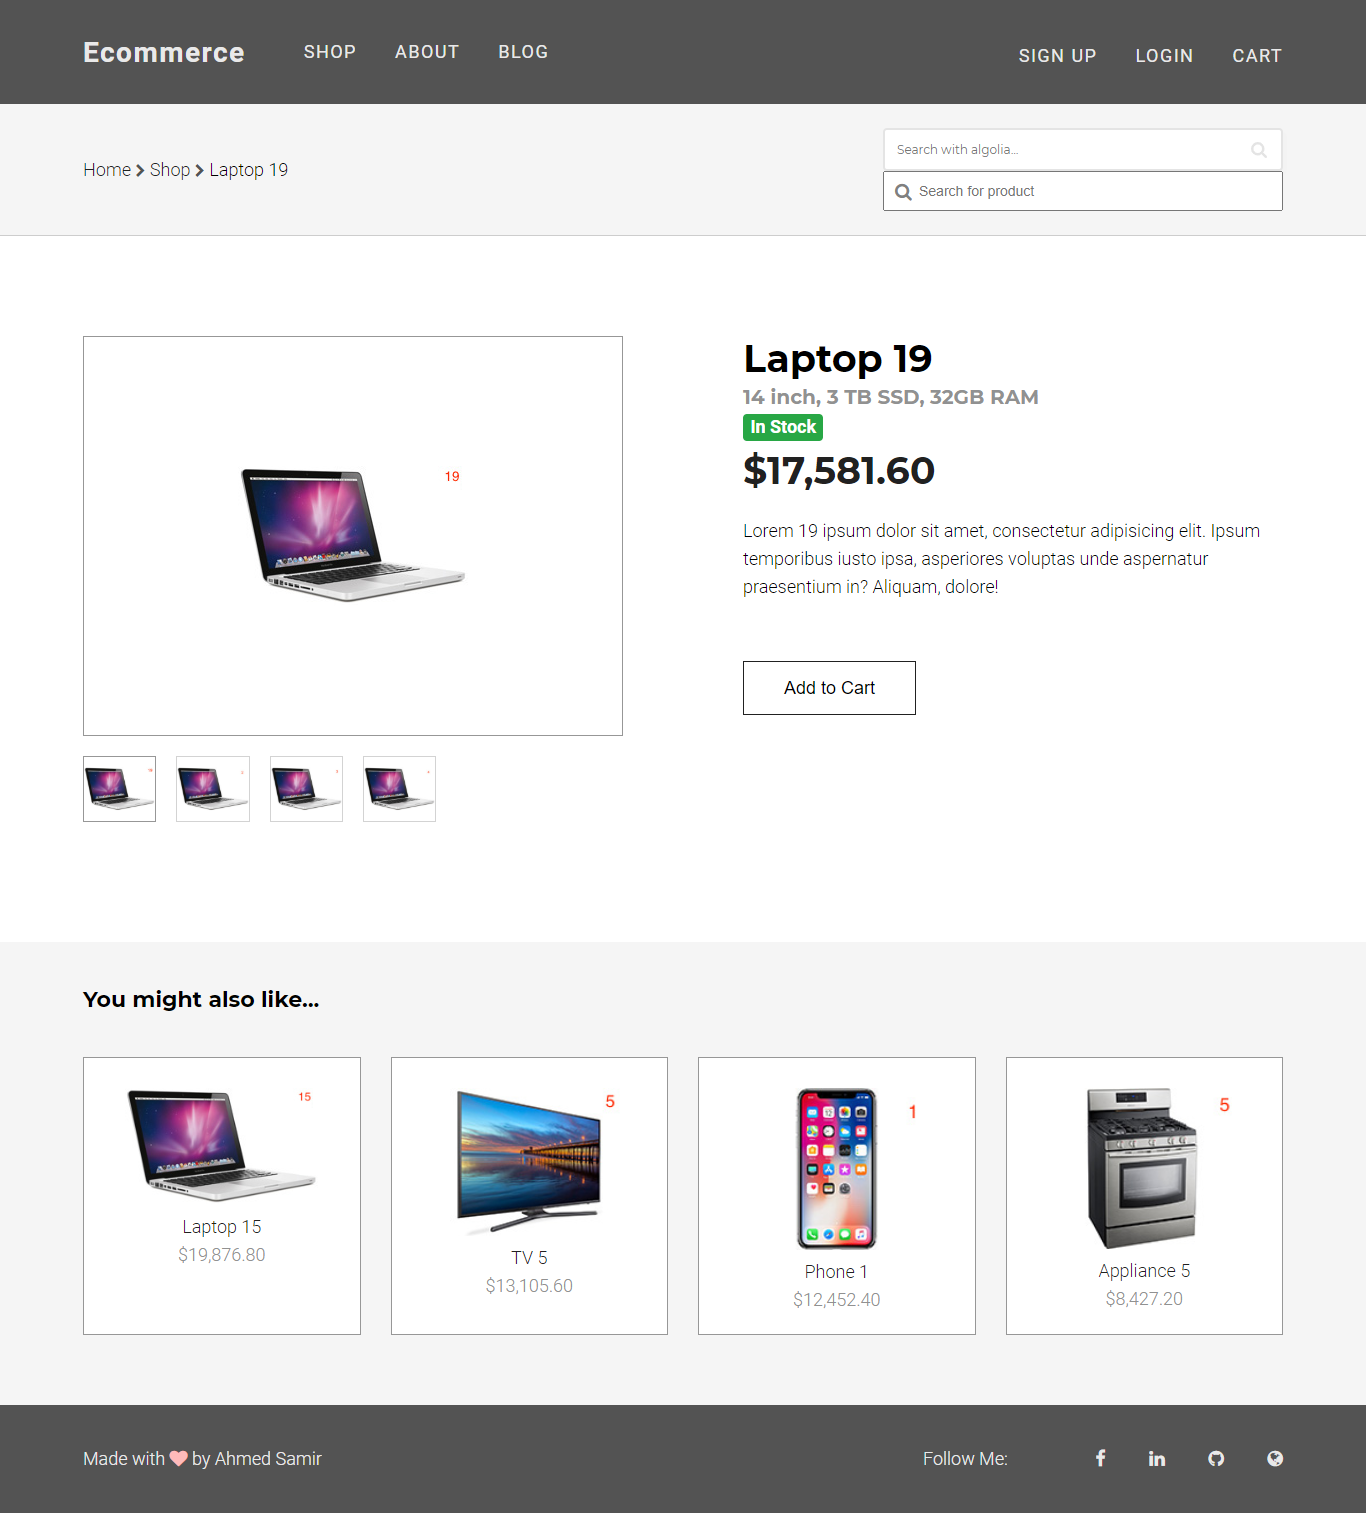 Ecommerce SHOP ABOUT BLOG SIGN UP LOGIN CART
Search with algolia...
Home Shop Laptop 19
Search for product
Laptop 19
14 inch, 3 TB SSD, 32GB RAM
In Stock
19
$17,581.60
Lorem 19 ipsum dolor sit amet, consectetur adipisicing elit. Ipsum
temporibus iusto ipsa, asperiores voluptas unde aspernatur
praesentium in? Aliquam, dolore!
Add to Cart
You might also like...
15
5
1
5
Laptop 15
$19,876.80
TV 5
$13,105.60
Phone 1
$12,452.40
Appliance 5
$8,427.20
Made with by Ahmed Samir
Follow Me: